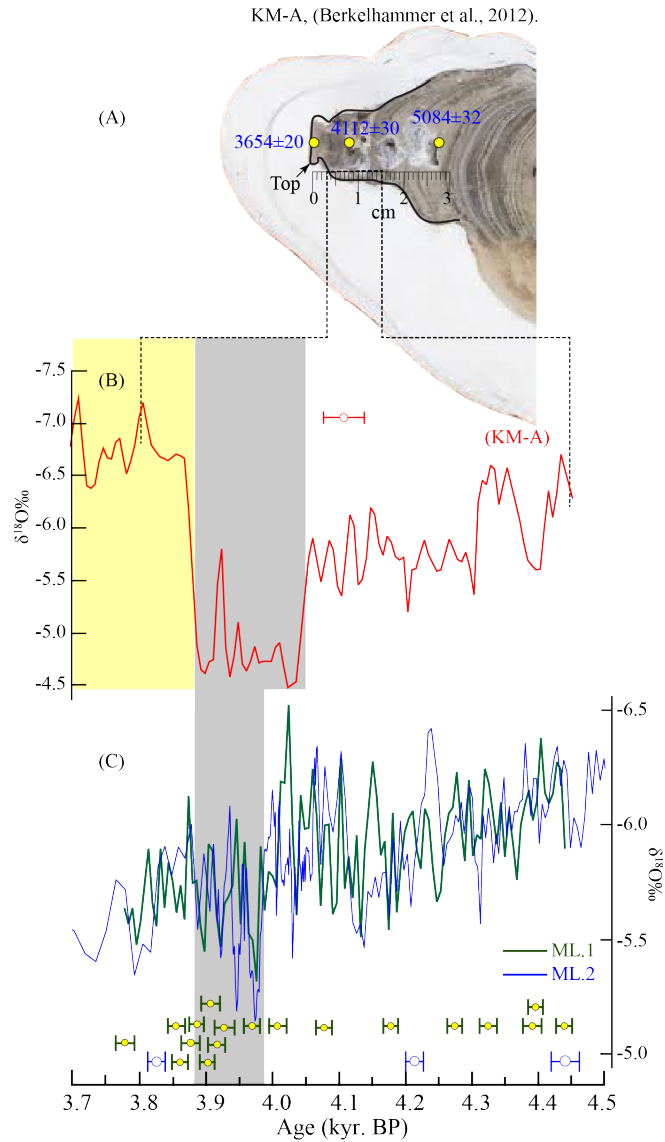 KM-A, (Berkelhammer et al., 2012).
(A)
3654±20
4112±30
5084±32
Top
0 1 2 3
cm
(B)
(KM-A)
-7.5
-7.0
-6.5
-6.0
-5.5
-5.0
-4.5
δ¹⁸O‰
(C)
-6.5
-6.0
-5.5
-5.0
δ¹⁸O‰
ML.1
ML.2
3.7 3.8 3.9 4.0 4.1 4.2 4.3 4.4 4.5
Age (kyr. BP)